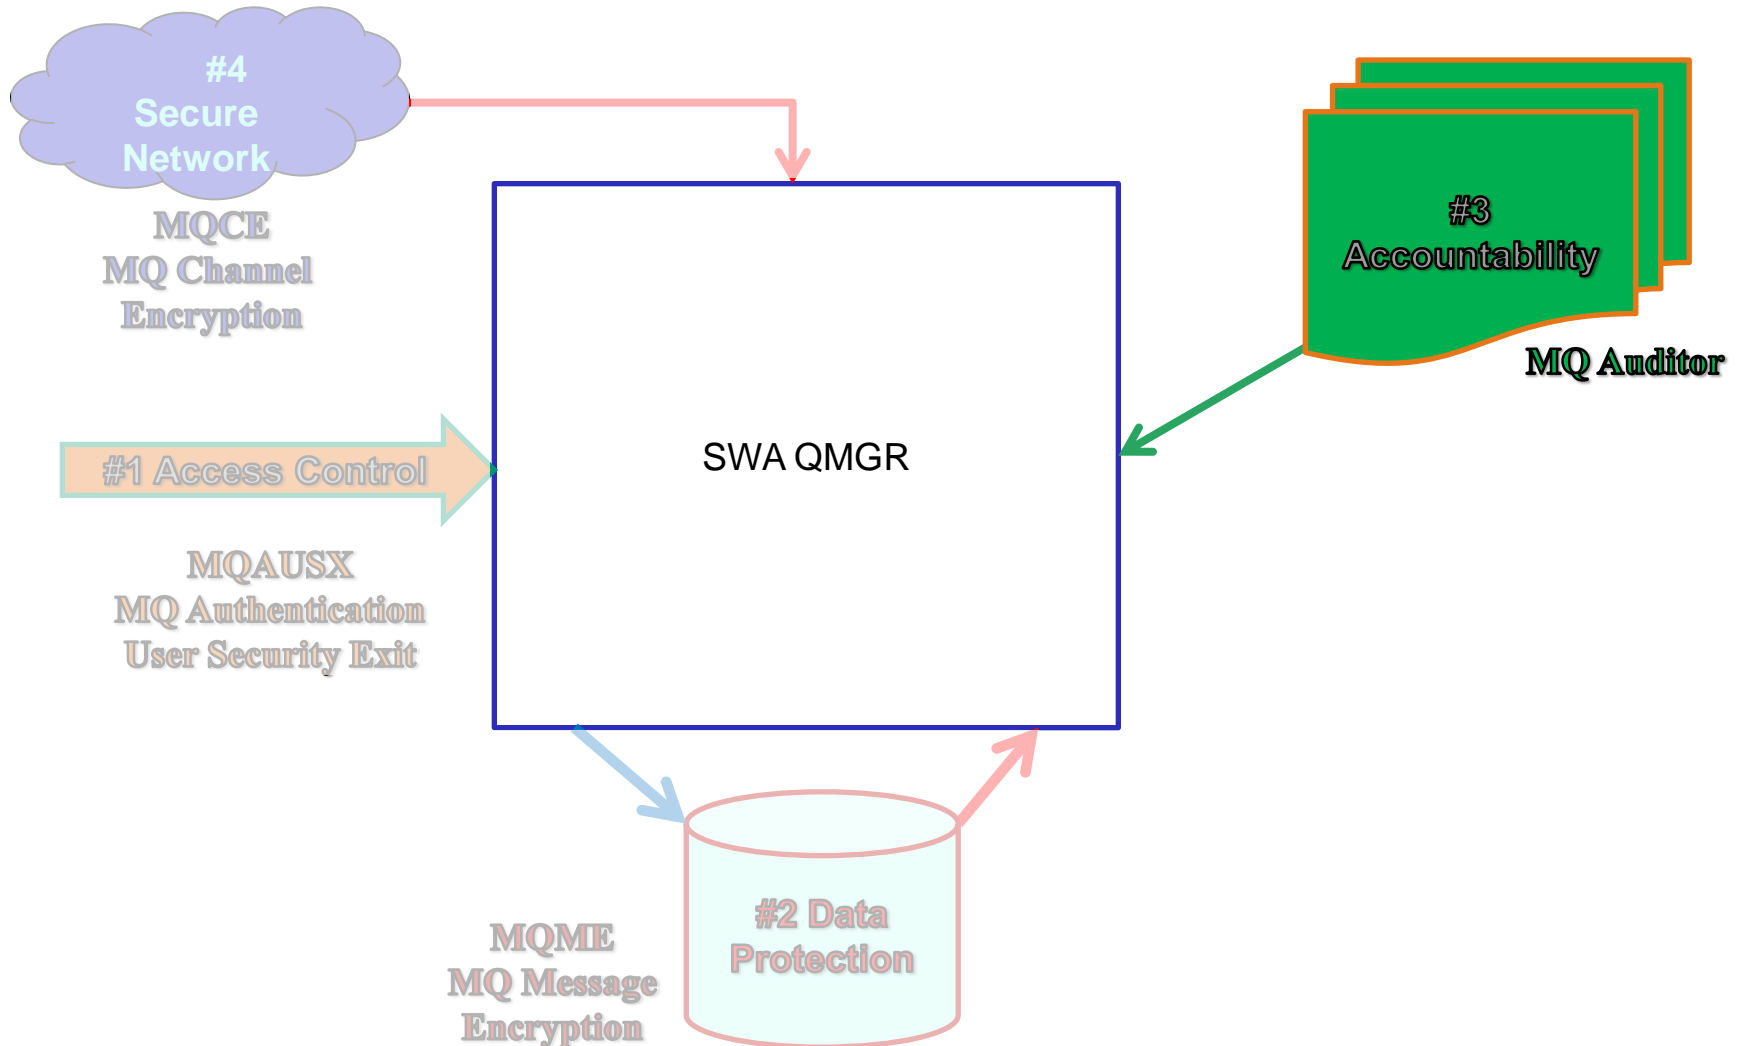 #4
Secure
Network
MQCE
MQ Channel
Encryption
#3
Accountability
MQ Auditor
SWA QMGR
#1 Access Control
MQAUSX
MQ Authentication
User Security Exit
#2 Data
Protection
MQME
MQ Message
Encryption